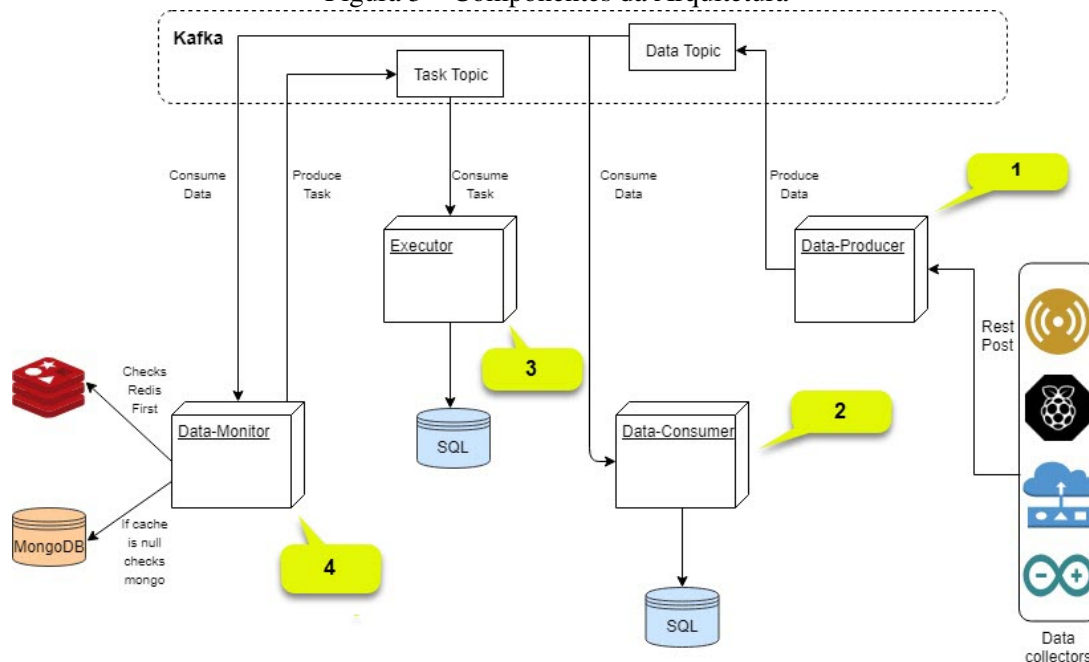 Kafka
Data Topic
Task Topic
Consume
Data
Produce
Task
Consume
Task
Consume
Data
Produce
Data
1
Executor
Data-Producer
Rest
Post
3
Checks
Redis
First
2
Data-Monitor
SQL
Data-Consumer
MongoDB
If cache
is null
checks
mongo
4
SQL
Data
collectors